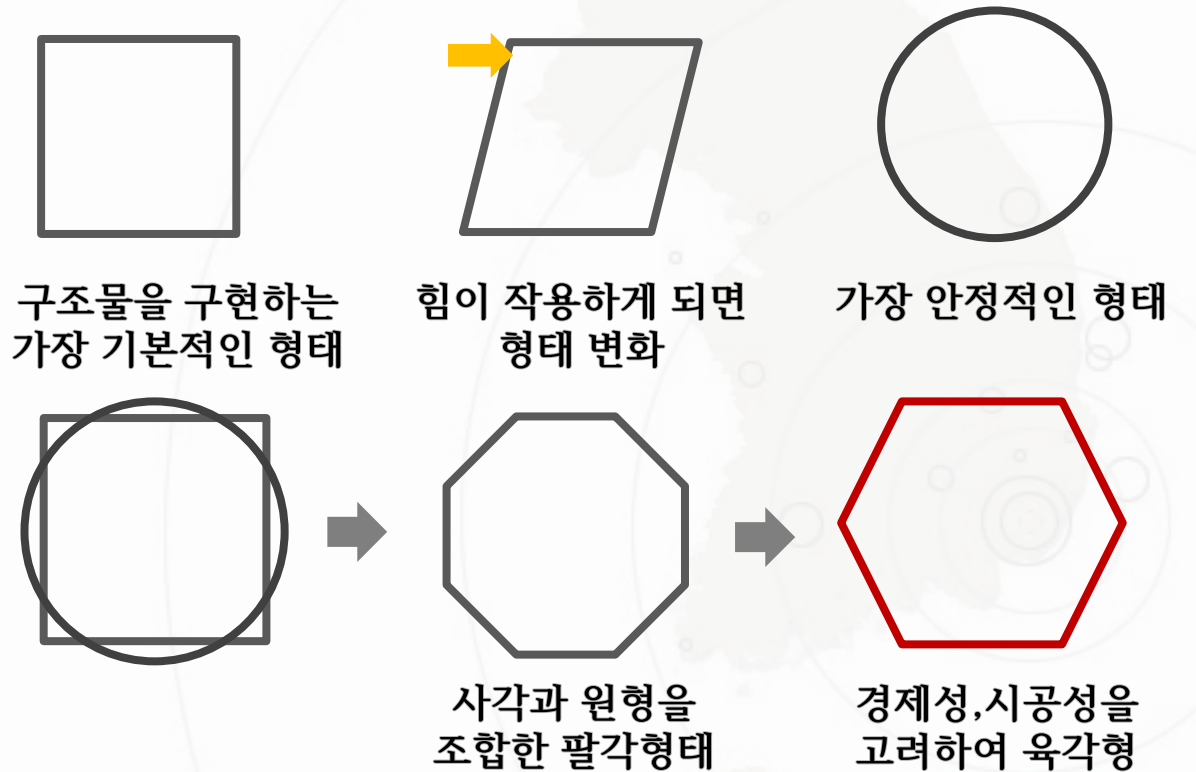 구조물을 구현하는
가장 기본적인 형태
힘이 작용하게 되면
형태 변화
가장 안정적인 형태
사각과 원형을
조합한 팔각형태
경제성,시공성을
고려하여 육각형